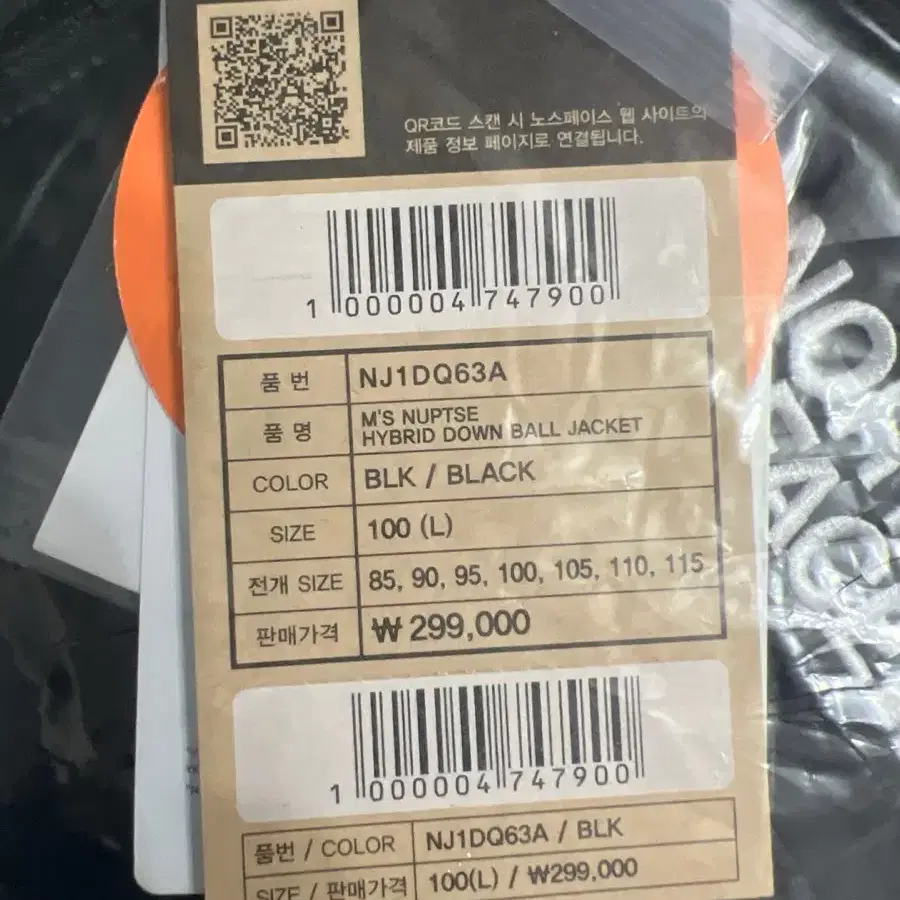 QR코드 스캔 시 노스페이스 웹 사이트의
제품 정보 페이지로 연결됩니다.
1 000004 747900
품 번 NJ1DQ63A
품 명 M'S NUPTSE
HYBRID DOWN BALL JACKET
COLOR BLK / BLACK
SIZE 100 (L)
전개 SIZE 85, 90, 95, 100, 105, 110, 115
판매가격 ₩ 299,000
1 000004 747900
품번 / COLOR NJ1DQ63A / BLK
SIZE / 판매가격 100(L) / ₩299,000